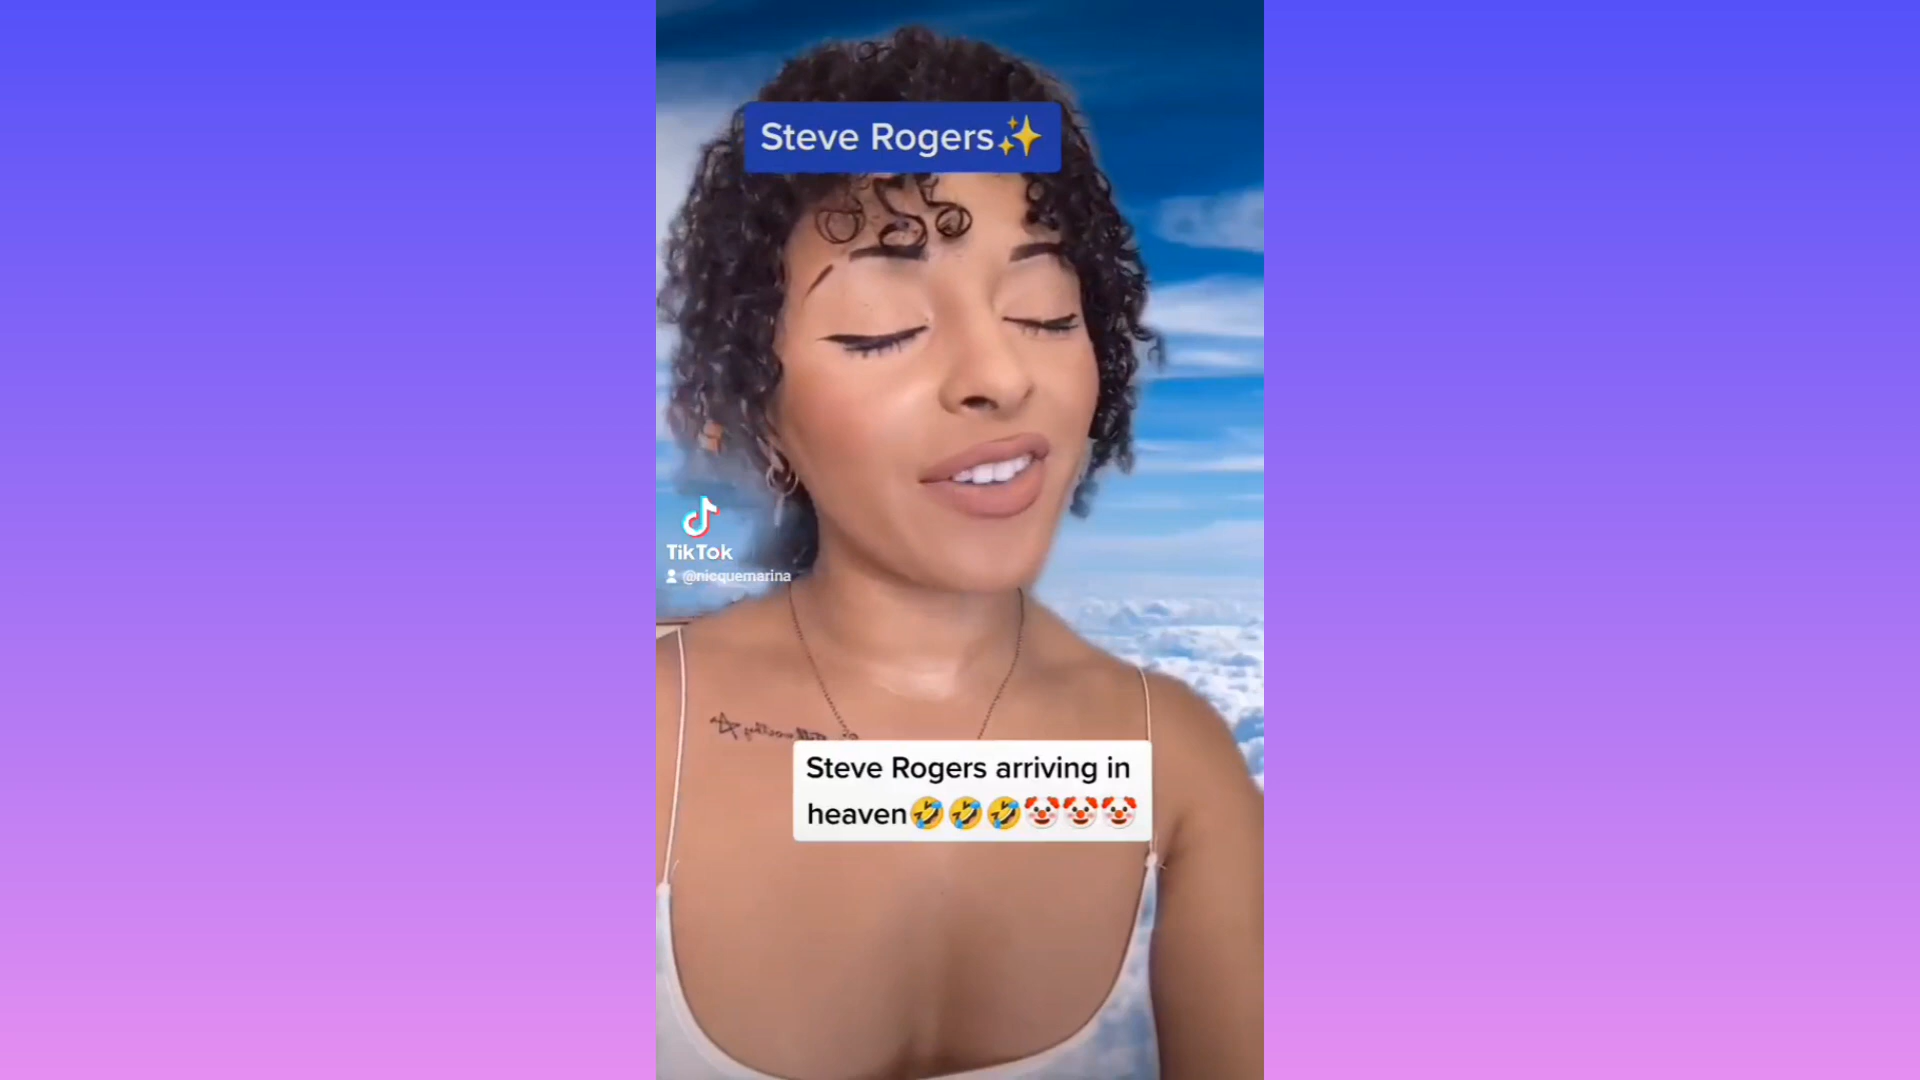 Steve Rogers✨
TikTok
@nicquemarina
Steve Rogers arriving in
heaven🤣🤣🤣🤡🤡🤡